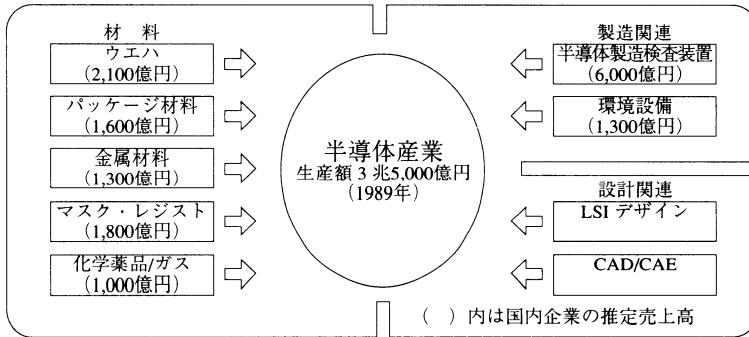 材　料
ウエハ
（2,100億円）
パッケージ材料
（1,600億円）
金属材料
（1,300億円）
マスク・レジスト
（1,800億円）
化学薬品/ガス
（1,000億円）
半導体産業
生産額 3 兆5,000億円
（1989年）
製造関連
半導体製造検査装置
（6,000億円）
環境設備
（1,300億円）
設計関連
LSI デザイン
CAD/CAE
（　）内は国内企業の推定売上高